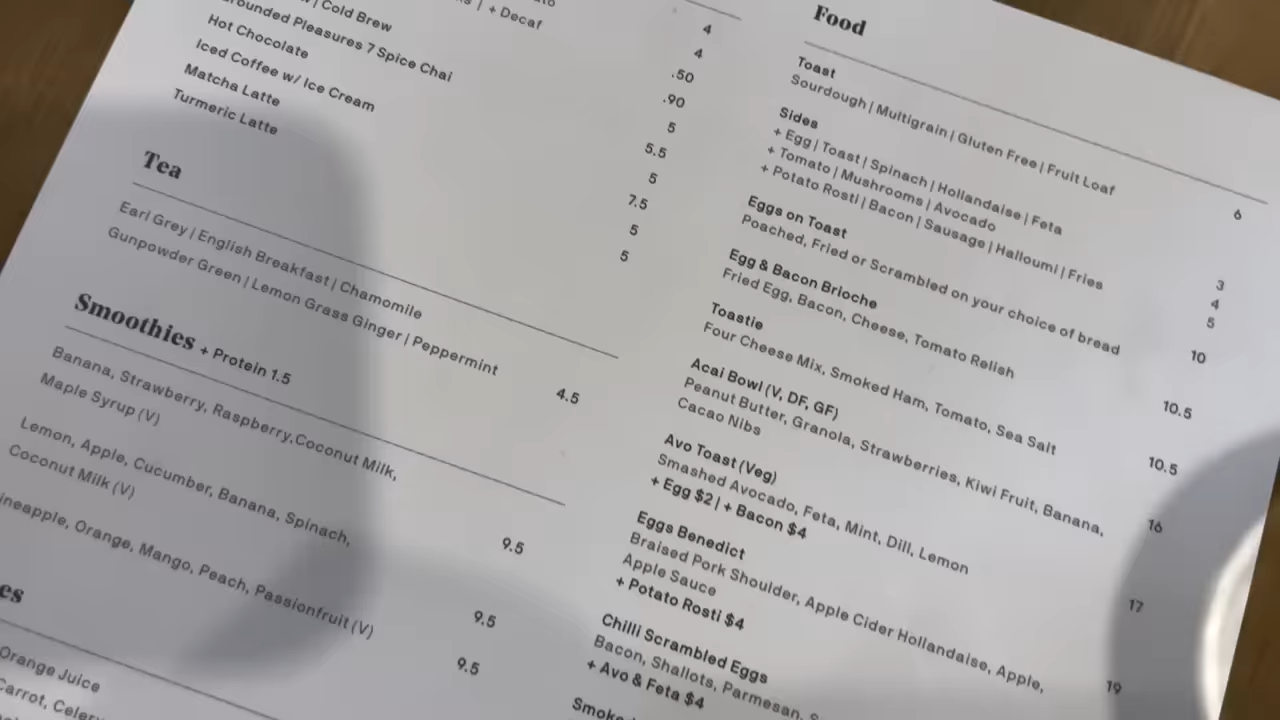 + Decaf
Cold Brew
Pleasures 7 Spice Chai
Hot Chocolate
Iced Coffee w/ Ice Cream
Matcha Latte
Turmeric Latte
4
4
.50
.90
5
5.5
5
7.5
5
5
Tea
Earl Grey | English Breakfast | Chamomile
Gunpowder Green | Lemon Grass Ginger | Peppermint
4.5
Smoothies + Protein 1.5
Banana, Strawberry, Raspberry,Coconut Milk,
Maple Syrup (V)
9.5
Lemon, Apple, Cucumber, Banana, Spinach,
Coconut Milk (V)
9.5
Orange, Mango, Peach, Passionfruit (V)
9.5
Orange Juice
Carrot,
Food
Toast
Sourdough | Multigrain | Gluten Free | Fruit Loaf
6
Sides
+ Egg | Toast | Spinach | Hollandaise | Feta
3
+ Tomato | Mushrooms | Avocado
4
+ Potato Rosti | Bacon | Sausage | Halloumi | Fries
5
Eggs on Toast
Poached, Fried or Scrambled on your choice of bread
10
Egg & Bacon Brioche
Fried Egg, Bacon, Cheese, Tomato Relish
10.5
Toastie
Four Cheese Mix, Smoked Ham, Tomato, Sea Salt
10.5
Acai Bowl (V, DF, GF)
Peanut Butter, Granola, Strawberries, Kiwi Fruit, Banana,
Cacao Nibs
16
Avo Toast (Veg)
Smashed Avocado, Feta, Mint, Dill, Lemon
+ Egg $2 | + Bacon $4
17
Eggs Benedict
Braised Pork Shoulder, Apple Cider Hollandaise, Apple,
Apple Sauce
+ Potato Rosti $4
19
Chilli Scrambled Eggs
Bacon, Shallots, Parmesan,
+ Avo & Feta $4